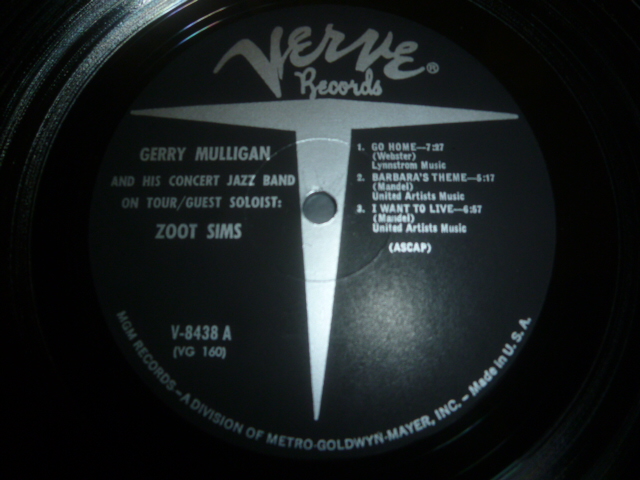 VERVE®
Records
GERRY MULLIGAN
AND HIS CONCERT JAZZ BAND
ON TOUR/GUEST SOLOIST:
ZOOT SIMS
1. GO HOME—7:37
(Webster)
Lynnstrom Music
2. BARBARA'S THEME—5:17
(Mandel)
United Artists Music
3. I WANT TO LIVE—6:57
(Mandel)
United Artists Music
(ASCAP)
V-8438 A
(VG 160)
MGM RECORDS – A DIVISION OF METRO-GOLDWYN-MAYER, INC. – Made in U. S. A.